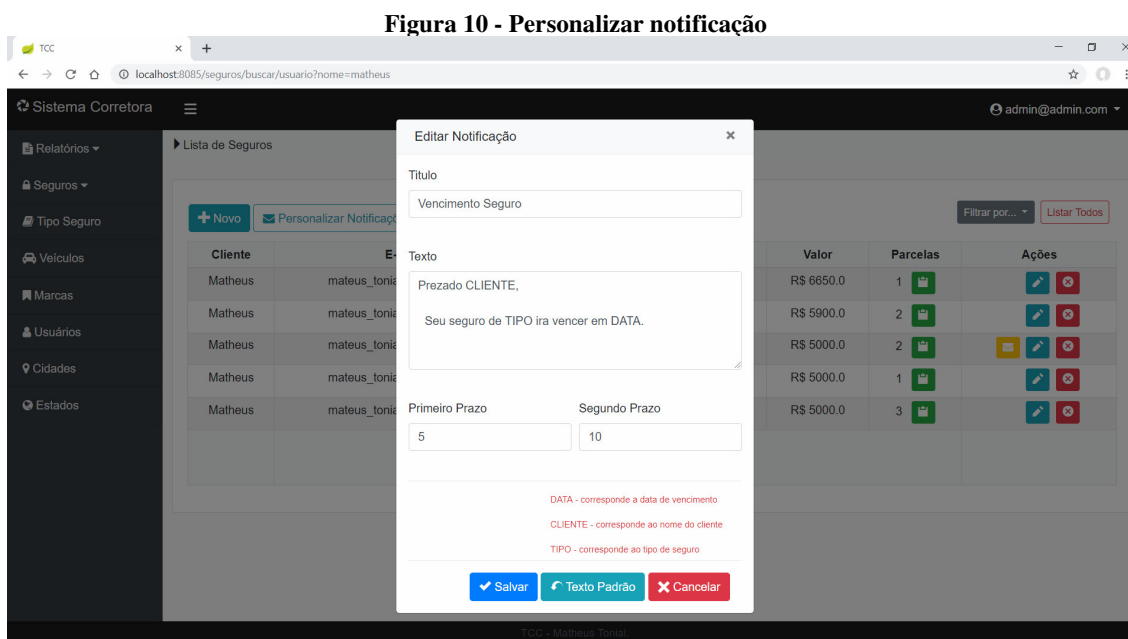 Figura 10 - Personalizar notificação
TCC
localhost:8085/seguros/buscar/usuario?nome=matheus
Sistema Corretora
admin@admin.com
Relatórios
Seguros
Tipo Seguro
Veículos
Marcas
Usuários
Cidades
Estados
Lista de Seguros
Novo
Personalizar Notificaçõ
Filtrar por...
Listar Todos
Cliente E- Valor Parcelas Ações
Matheus mateus_tonia R$ 6650.0 1
Matheus mateus_tonia R$ 5900.0 2
Matheus mateus_tonia R$ 5000.0 2
Matheus mateus_tonia R$ 5000.0 1
Matheus mateus_tonia R$ 5000.0 3
Editar Notificação
Titulo
Vencimento Seguro
Texto
Prezado CLIENTE,
Seu seguro de TIPO ira vencer em DATA.
Primeiro Prazo Segundo Prazo
5 10
DATA - corresponde a data de vencimento
CLIENTE - corresponde ao nome do cliente
TIPO - corresponde ao tipo de seguro
Salvar Texto Padrão Cancelar
TCC - Matheus Tonial.